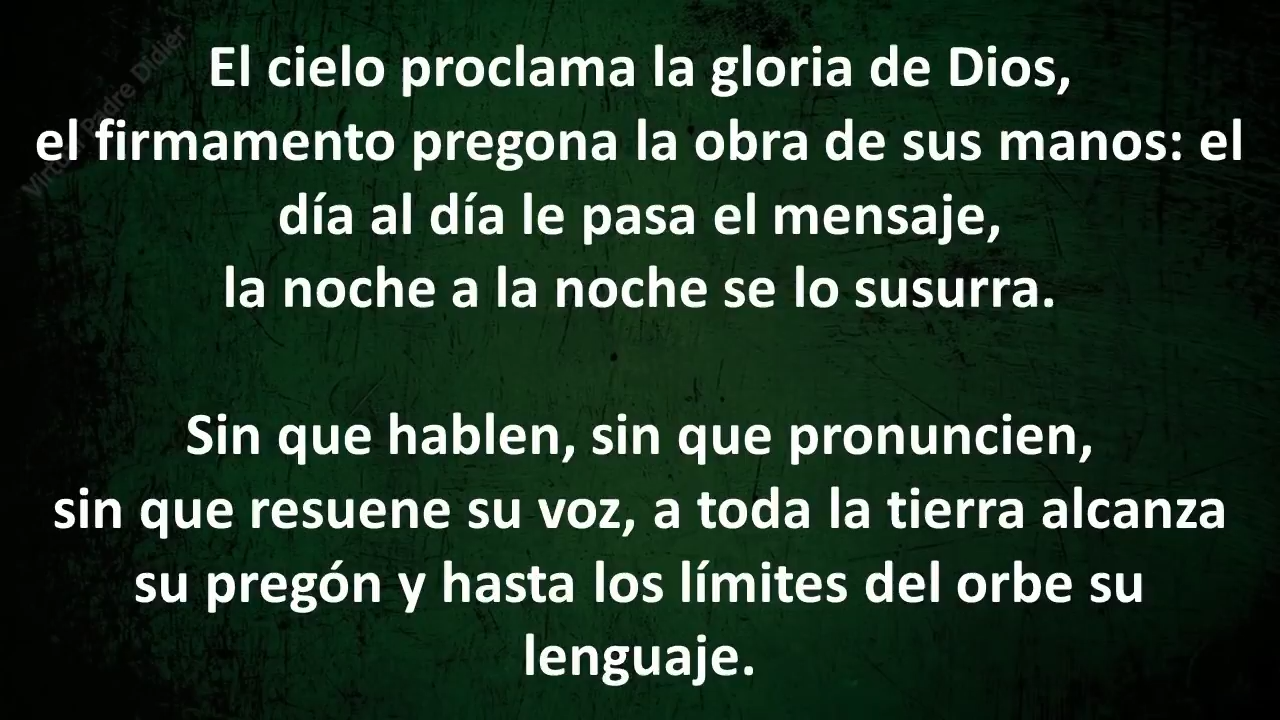 El cielo proclama la gloria de Dios,
el firmamento pregona la obra de sus manos: el
día al día le pasa el mensaje,
la noche a la noche se lo susurra.
Sin que hablen, sin que pronuncien,
sin que resuene su voz, a toda la tierra alcanza
su pregón y hasta los límites del orbe su
lenguaje.
Padre Didier